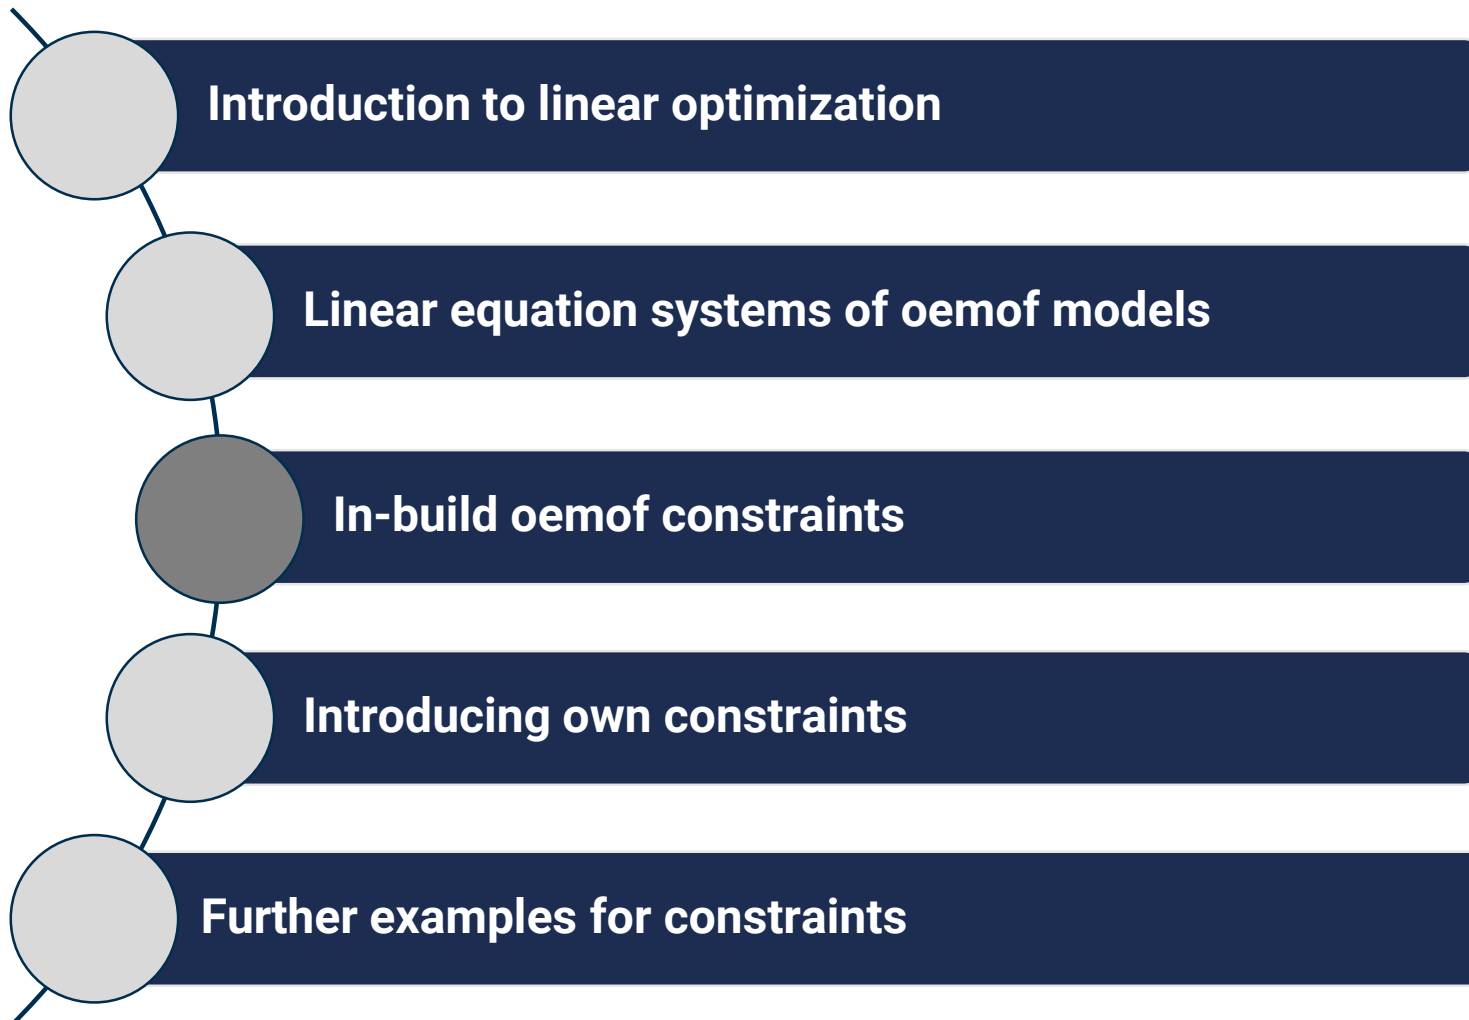 Introduction to linear optimization
Linear equation systems of oemof models
In-build oemof constraints
Introducing own constraints
Further examples for constraints